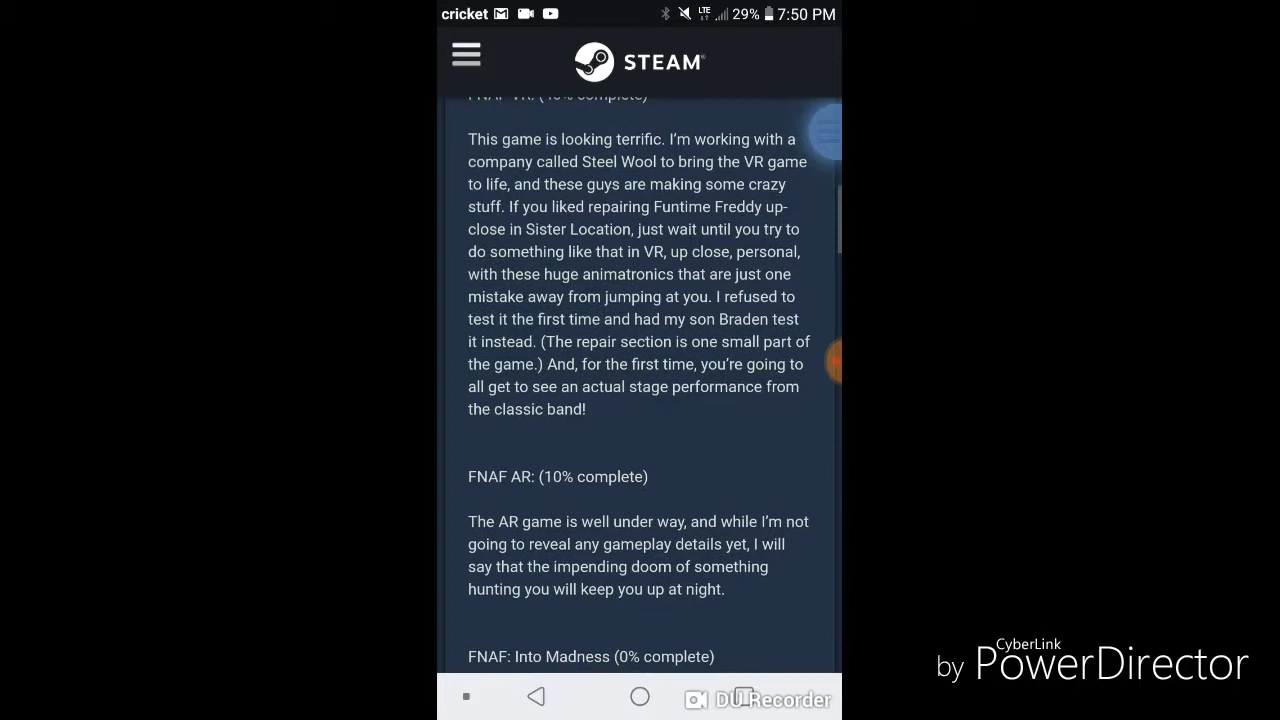 cricket LTE 29% 7:50 PM
STEAM
This game is looking terrific. I'm working with a
company called Steel Wool to bring the VR game
to life, and these guys are making some crazy
stuff. If you liked repairing Funtime Freddy up-
close in Sister Location, just wait until you try to
do something like that in VR, up close, personal,
with these huge animatronics that are just one
mistake away from jumping at you. I refused to
test it the first time and had my son Braden test
it instead. (The repair section is one small part of
the game.) And, for the first time, you're going to
all get to see an actual stage performance from
the classic band!
FNAF AR: (10% complete)
The AR game is well under way, and while I'm not
going to reveal any gameplay details yet, I will
say that the impending doom of something
hunting you will keep you up at night.
FNAF: Into Madness (0% complete)
DU Recorder
CyberLink
by PowerDirector